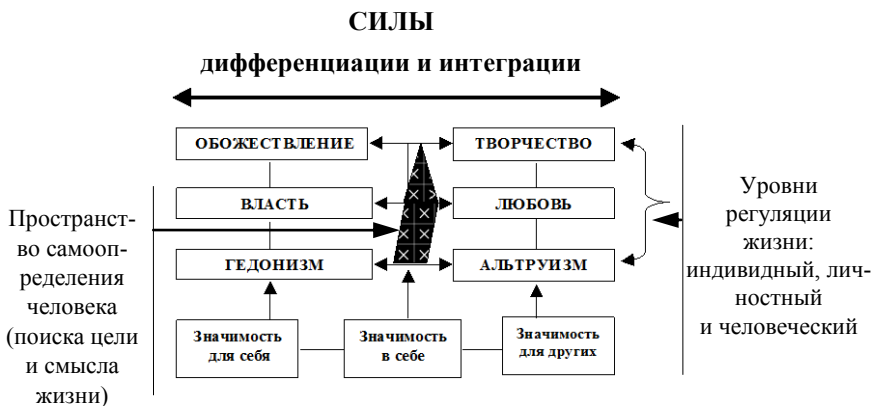 СИЛЫ
дифференциации и интеграции
ОБОЖЕСТВЛЕНИЕ
ТВОРЧЕСТВО
ВЛАСТЬ
ЛЮБОВЬ
ГЕДОНИЗМ
АЛЬТРУИЗМ
Значимость
для себя
Значимость
в себе
Значимость
для других
Пространст-
во самооп-
ределения
человека
(поиска цели
и смысла
жизни)
Уровни
регуляции
жизни:
индивидный, лич-
ностный
и человеческий